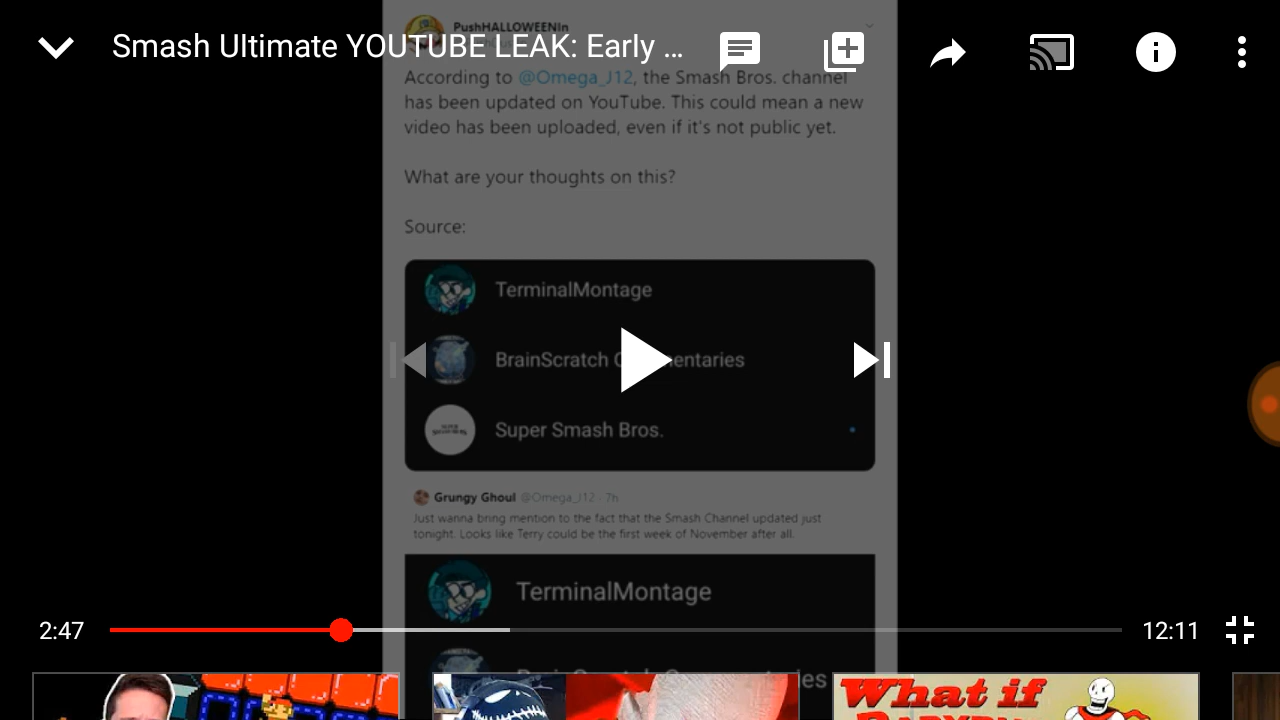 PushHALLOWEENIn
Smash Ultimate YOUTUBE LEAK: Early ...
According to @Omega_J12, the Smash Bros. channel
has been updated on YouTube. This could mean a new
video has been uploaded, even if it's not public yet.
What are your thoughts on this?
Source:
TerminalMontage
BrainScratch C mentaries
Super Smash Bros.
Grungy Ghoul @Omega_J12 · 7h
Just wanna bring mention to the fact that the Smash Channel updated just
tonight. Looks like Terry could be the first week of November after all.
TerminalMontage
2:47
12:11
What if